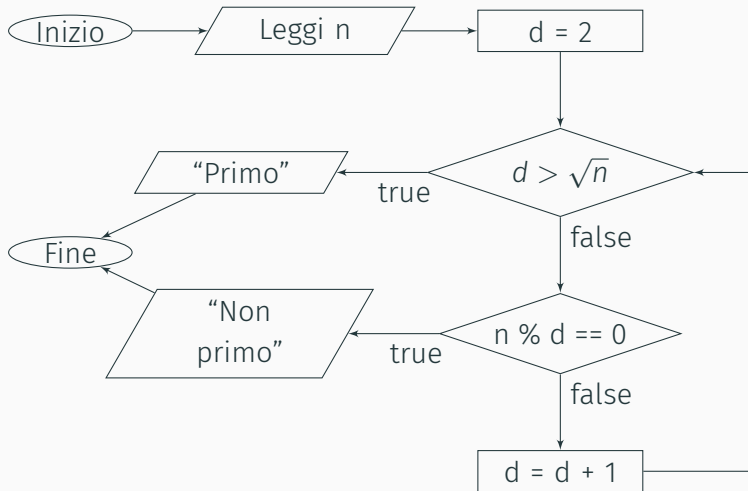 Inizio
Leggi n
d = 2
d > √n
true
“Primo”
false
Fine
n % d == 0
true
“Non
primo”
false
d = d + 1